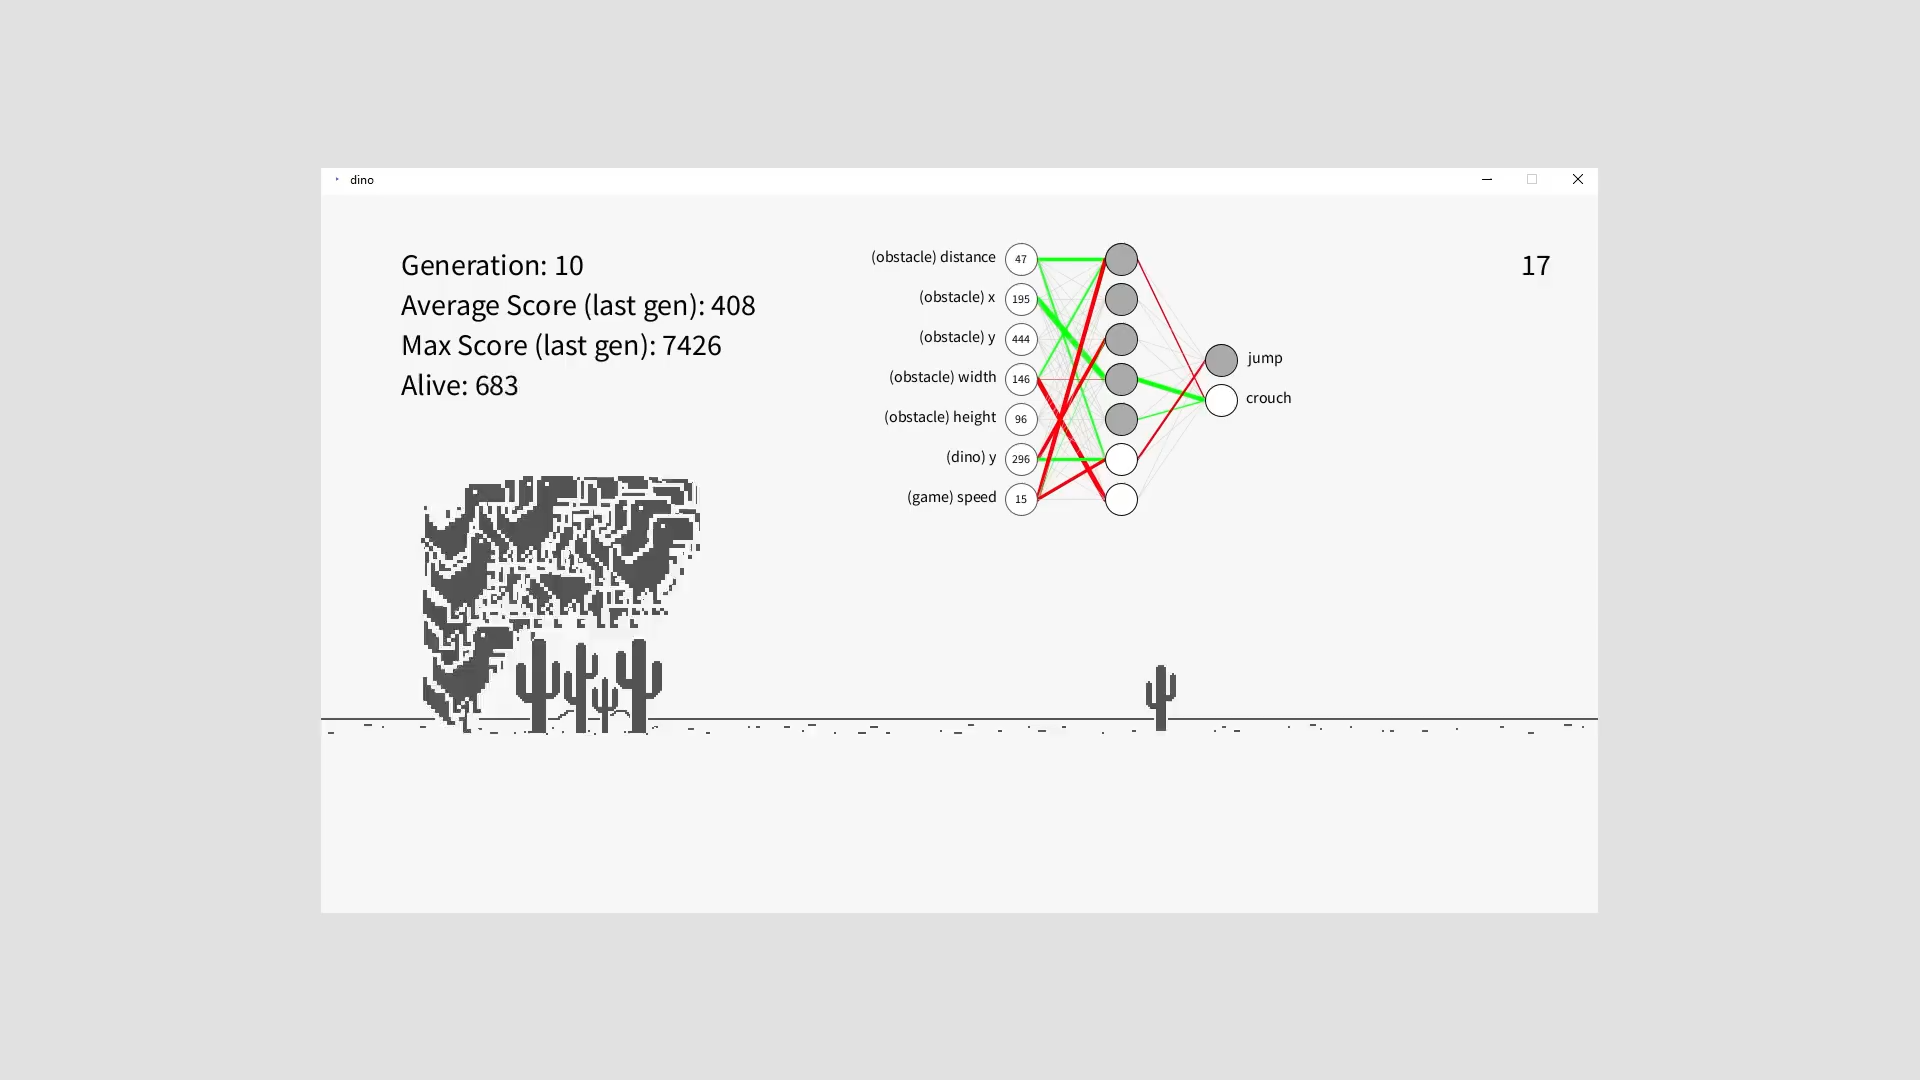 dino
Generation: 10
Average Score (last gen): 408
Max Score (last gen): 7426
Alive: 683
(obstacle) distance 47
(obstacle) x 195
(obstacle) y 444
(obstacle) width 146
(obstacle) height 96
(dino) y 296
(game) speed 15
jump
crouch
17